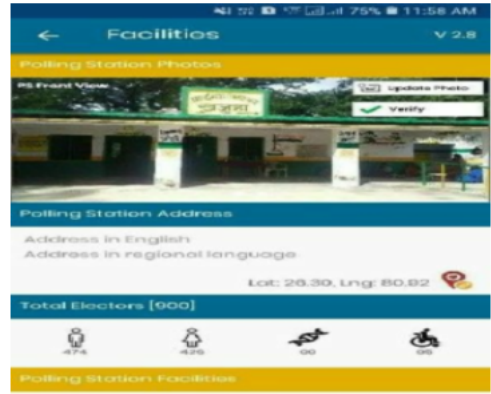 75% 11:58 AM
Facilities V 2.8
Polling Station Photos
PS Front View
Update Photo
Verify
Polling Station Address
Address in English
Address in regional language
Lat: 26.30, Lng: 80.92
Total Electors [900]
474 425 00 05
Polling Station Facilities